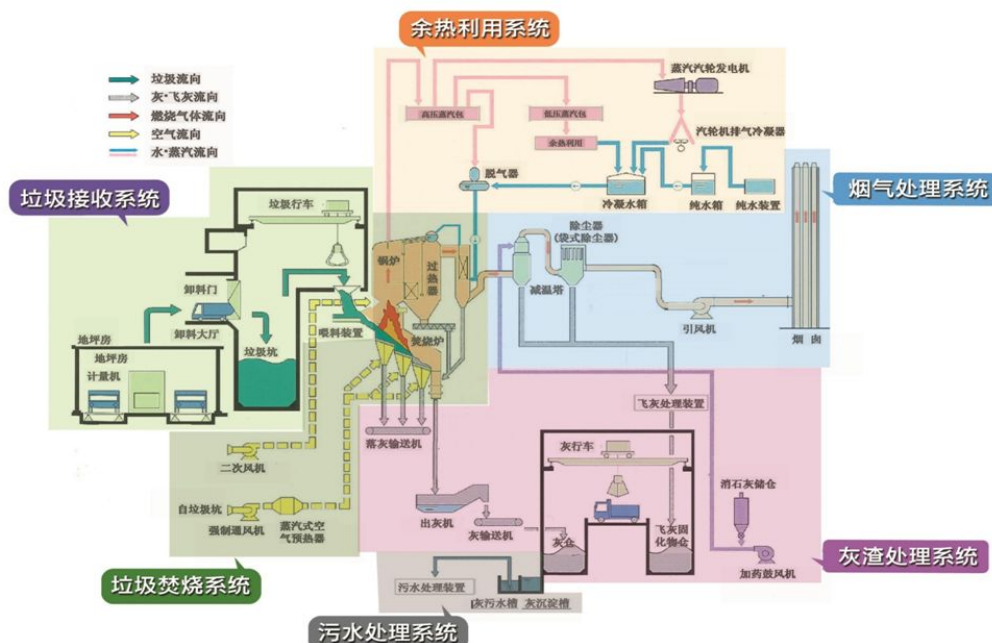 余热利用系统
垃圾流向
灰·飞灰流向
燃烧气体流向
空气流向
水·蒸汽流向
蒸汽汽轮发电机
高压蒸汽包
低压蒸汽包
汽轮机排气冷凝器
余热利用
脱气器
冷凝水箱
纯水箱
纯水装置
垃圾接收系统
烟气处理系统
垃圾行车
卸料门
卸料大厅
地坪房
地坪房
计量机
垃圾坑
喂料装置
锅炉
过热器
焚烧炉
除尘器
(袋式除尘器)
减温塔
引风机
烟 囱
飞灰处理装置
二次风机
落灰输送机
自垃圾坑
强制通风机
蒸汽式空
气预热器
出灰机
灰输送机
灰行车
灰仓
飞灰固
化物仓
消石灰储仓
加药鼓风机
灰渣处理系统
垃圾焚烧系统
污水处理装置
灰污水槽
灰沉淀槽
污水处理系统